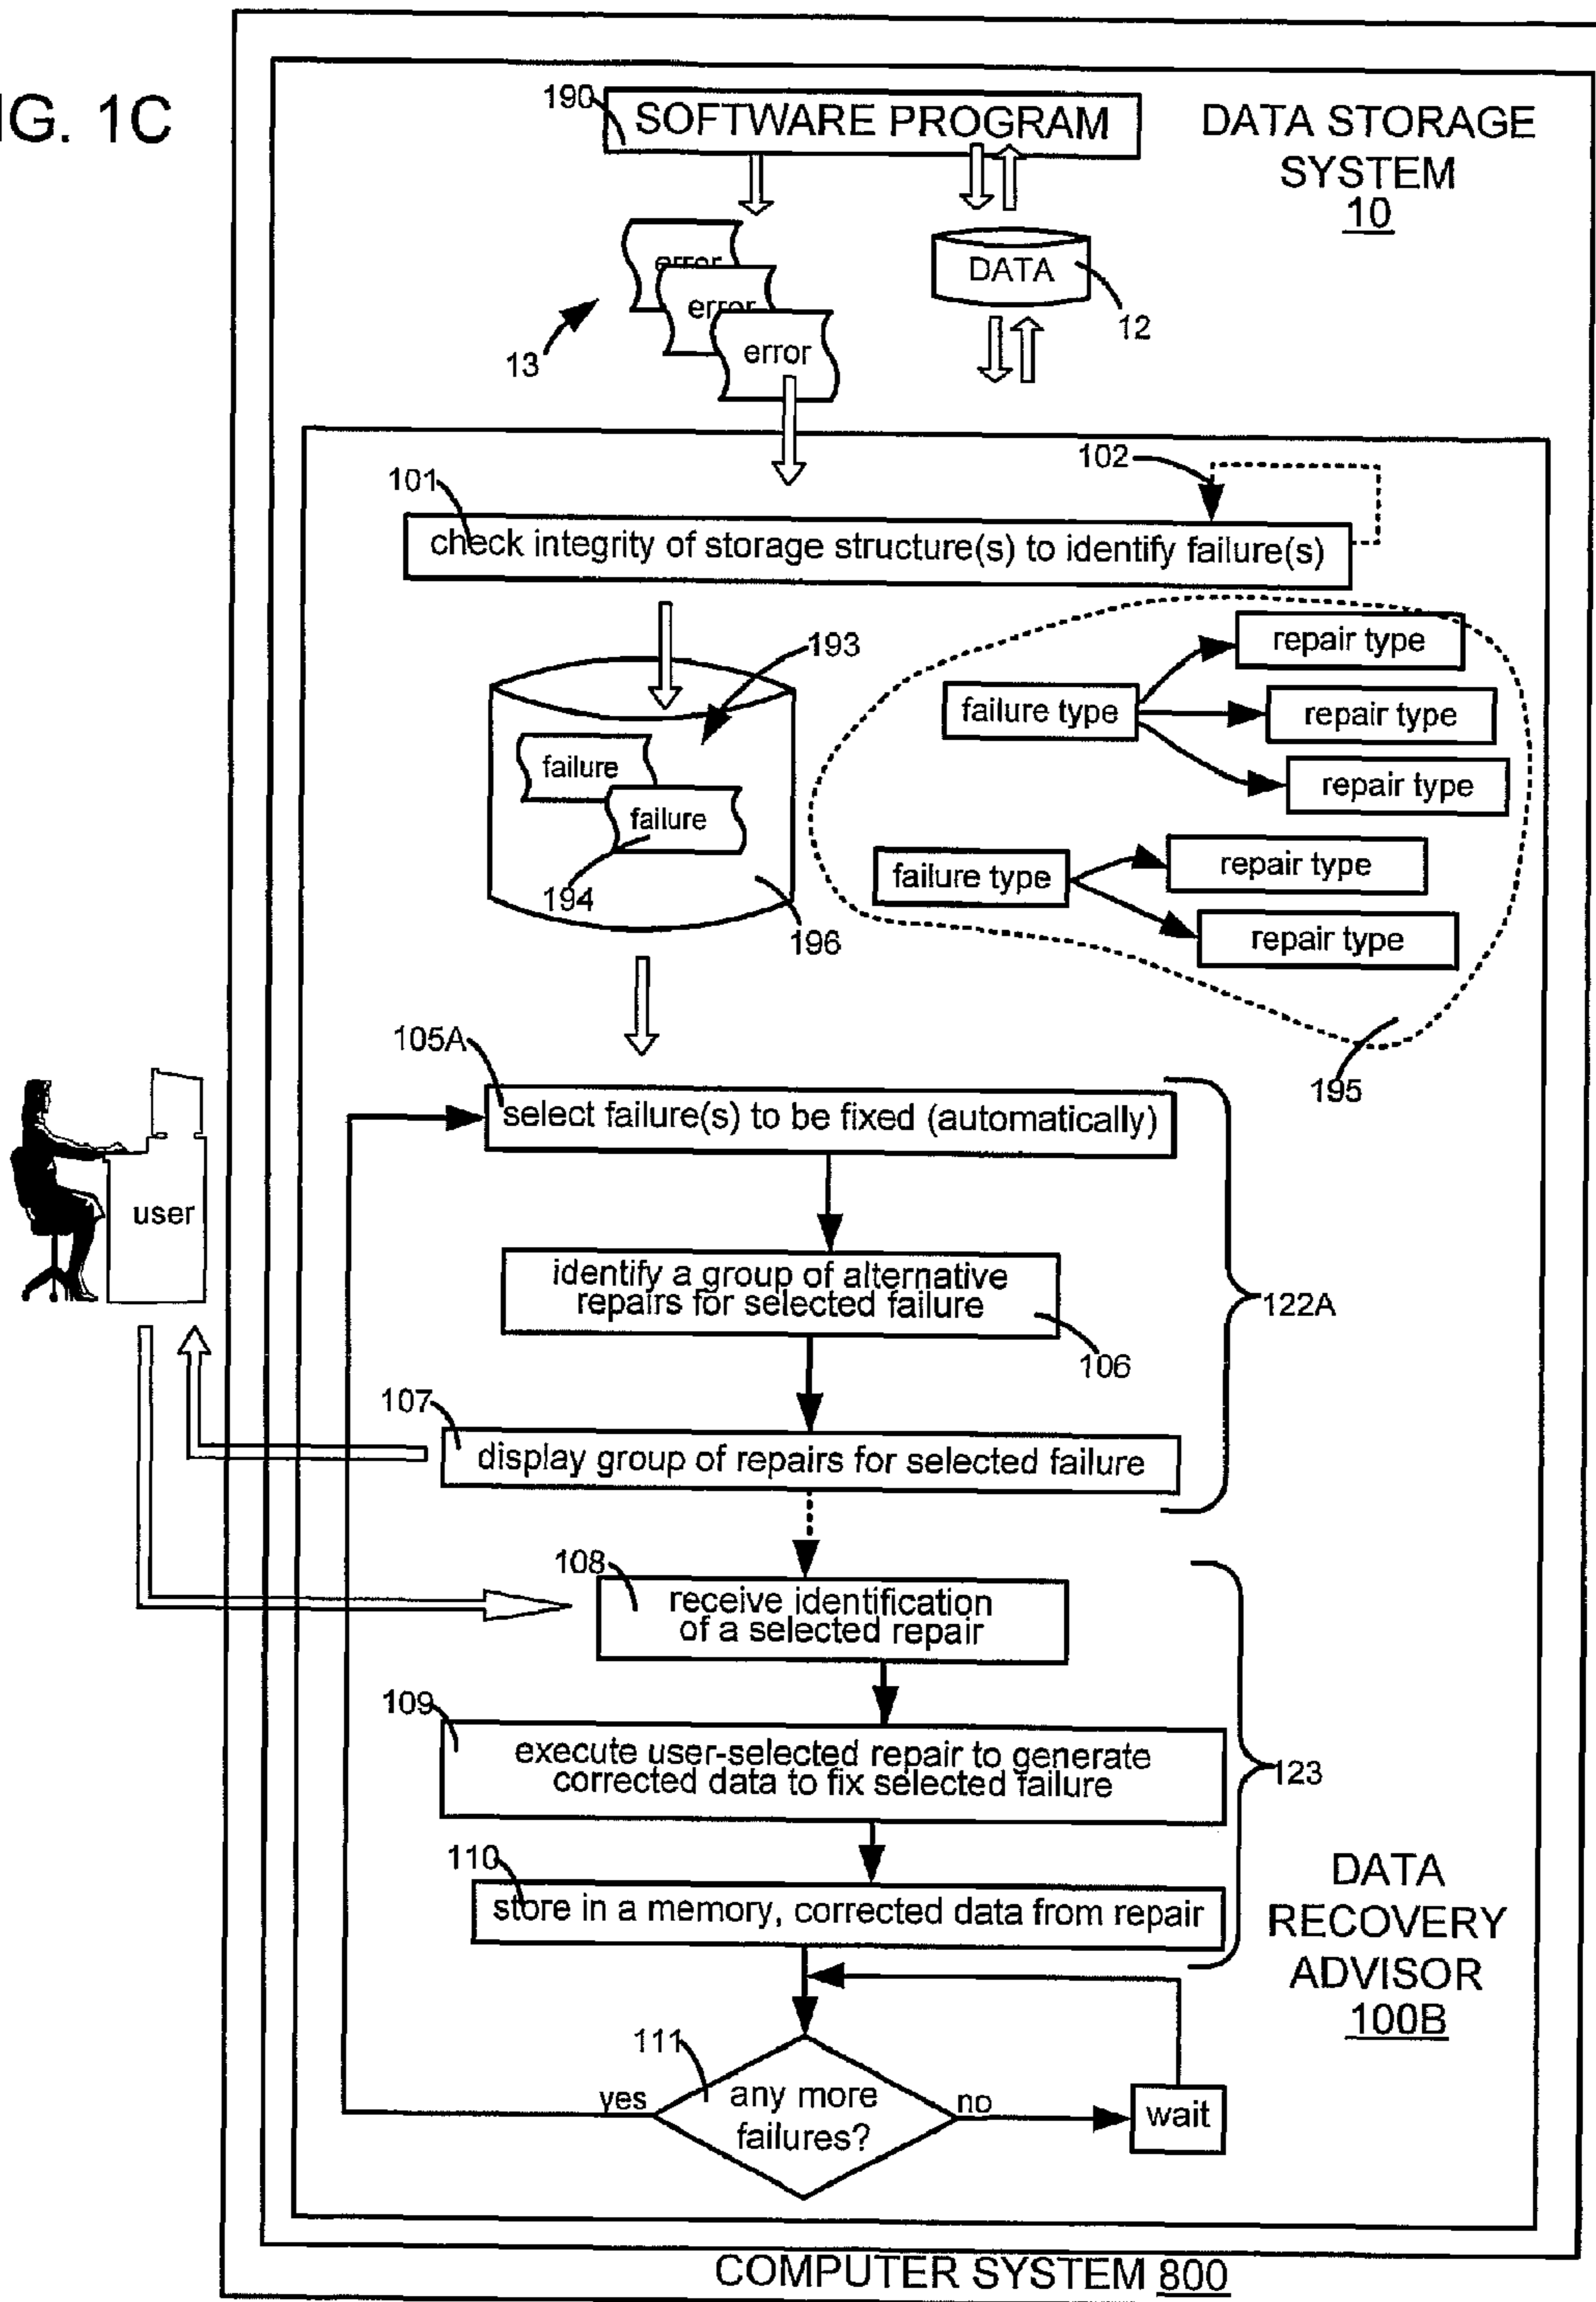 IG. 1C
190
SOFTWARE PROGRAM
DATA STORAGE
SYSTEM
10
error
error
error
13
DATA
12
102
101
check integrity of storage structure(s) to identify failure(s)
193
failure
failure
194
196
repair type
failure type
repair type
repair type
repair type
failure type
repair type
195
105A
select failure(s) to be fixed (automatically)
user
identify a group of alternative
repairs for selected failure
106
122A
107
display group of repairs for selected failure
108
receive identification
of a selected repair
109
execute user-selected repair to generate
corrected data to fix selected failure
123
110
store in a memory, corrected data from repair
DATA
RECOVERY
ADVISOR
100B
111
yes
any more
failures?
no
wait
COMPUTER SYSTEM 800